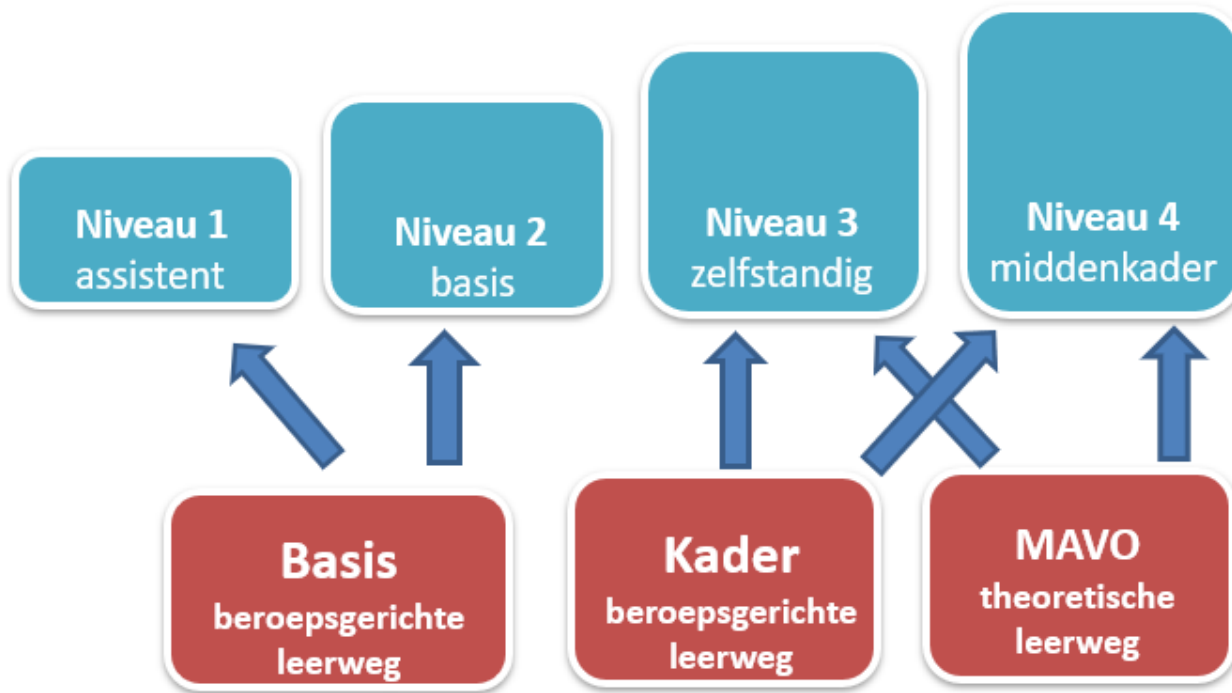 Niveau 1
assistent
Niveau 2
basis
Niveau 3
zelfstandig
Niveau 4
middenkader
Basis
beroepsgerichte
leerweg
Kader
beroepsgerichte
leerweg
MAVO
theoretische
leerweg